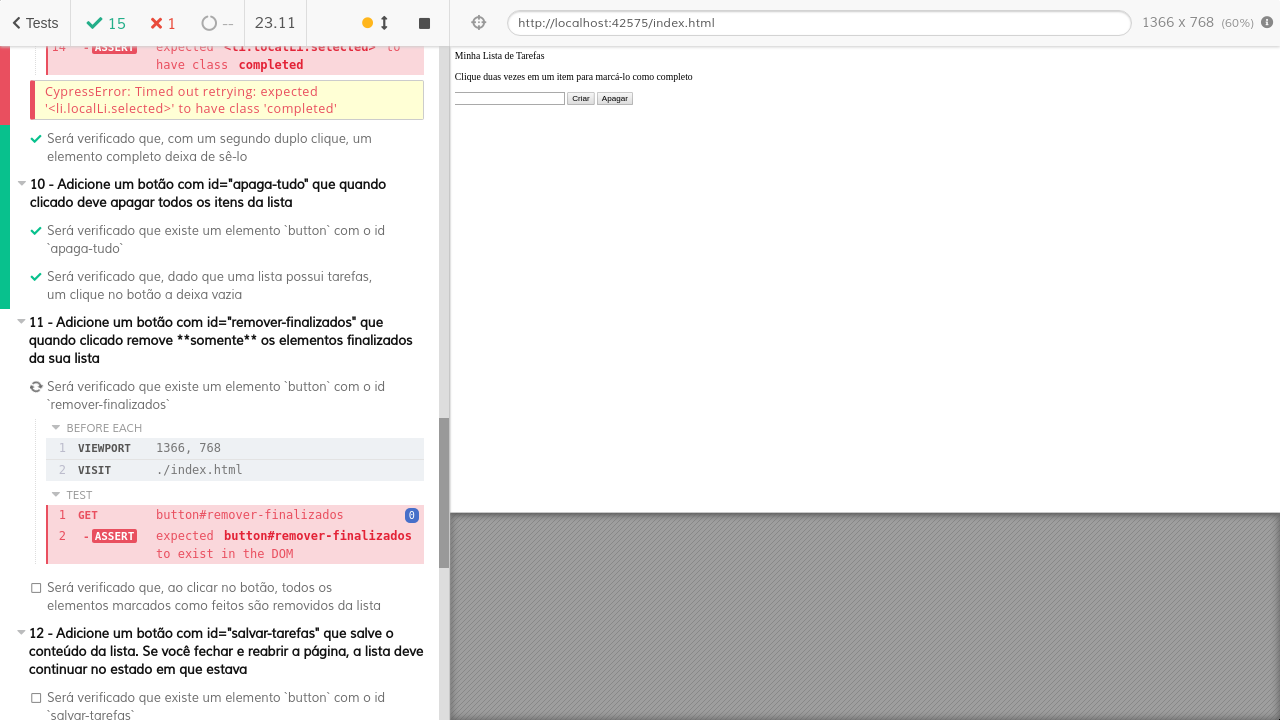 Tests
15
1
--
23.11
http://localhost:42575/index.html
1366 x 768 (60%)
14 - ASSERT expected <li.localLi.selected> to
have class completed
CypressError: Timed out retrying: expected
'<li.localLi.selected>' to have class 'completed'
Será verificado que, com um segundo duplo clique, um
elemento completo deixa de sê-lo
10 - Adicione um botão com id="apaga-tudo" que quando
clicado deve apagar todos os itens da lista
Será verificado que existe um elemento `button` com o id
`apaga-tudo`
Será verificado que, dado que uma lista possui tarefas,
um clique no botão a deixa vazia
11 - Adicione um botão com id="remover-finalizados" que
quando clicado remove **somente** os elementos finalizados
da sua lista
Será verificado que existe um elemento `button` com o id
`remover-finalizados`
BEFORE EACH
1 VIEWPORT 1366, 768
2 VISIT ./index.html
TEST
1 GET button#remover-finalizados 0
2 - ASSERT expected button#remover-finalizados
to exist in the DOM
Será verificado que, ao clicar no botão, todos os
elementos marcados como feitos são removidos da lista
12 - Adicione um botão com id="salvar-tarefas" que salve o
conteúdo da lista. Se você fechar e reabrir a página, a lista deve
continuar no estado em que estava
Será verificado que existe um elemento `button` com o id
`salvar-tarefas`
Minha Lista de Tarefas
Clique duas vezes em um item para marcá-lo como completo
Criar Apagar